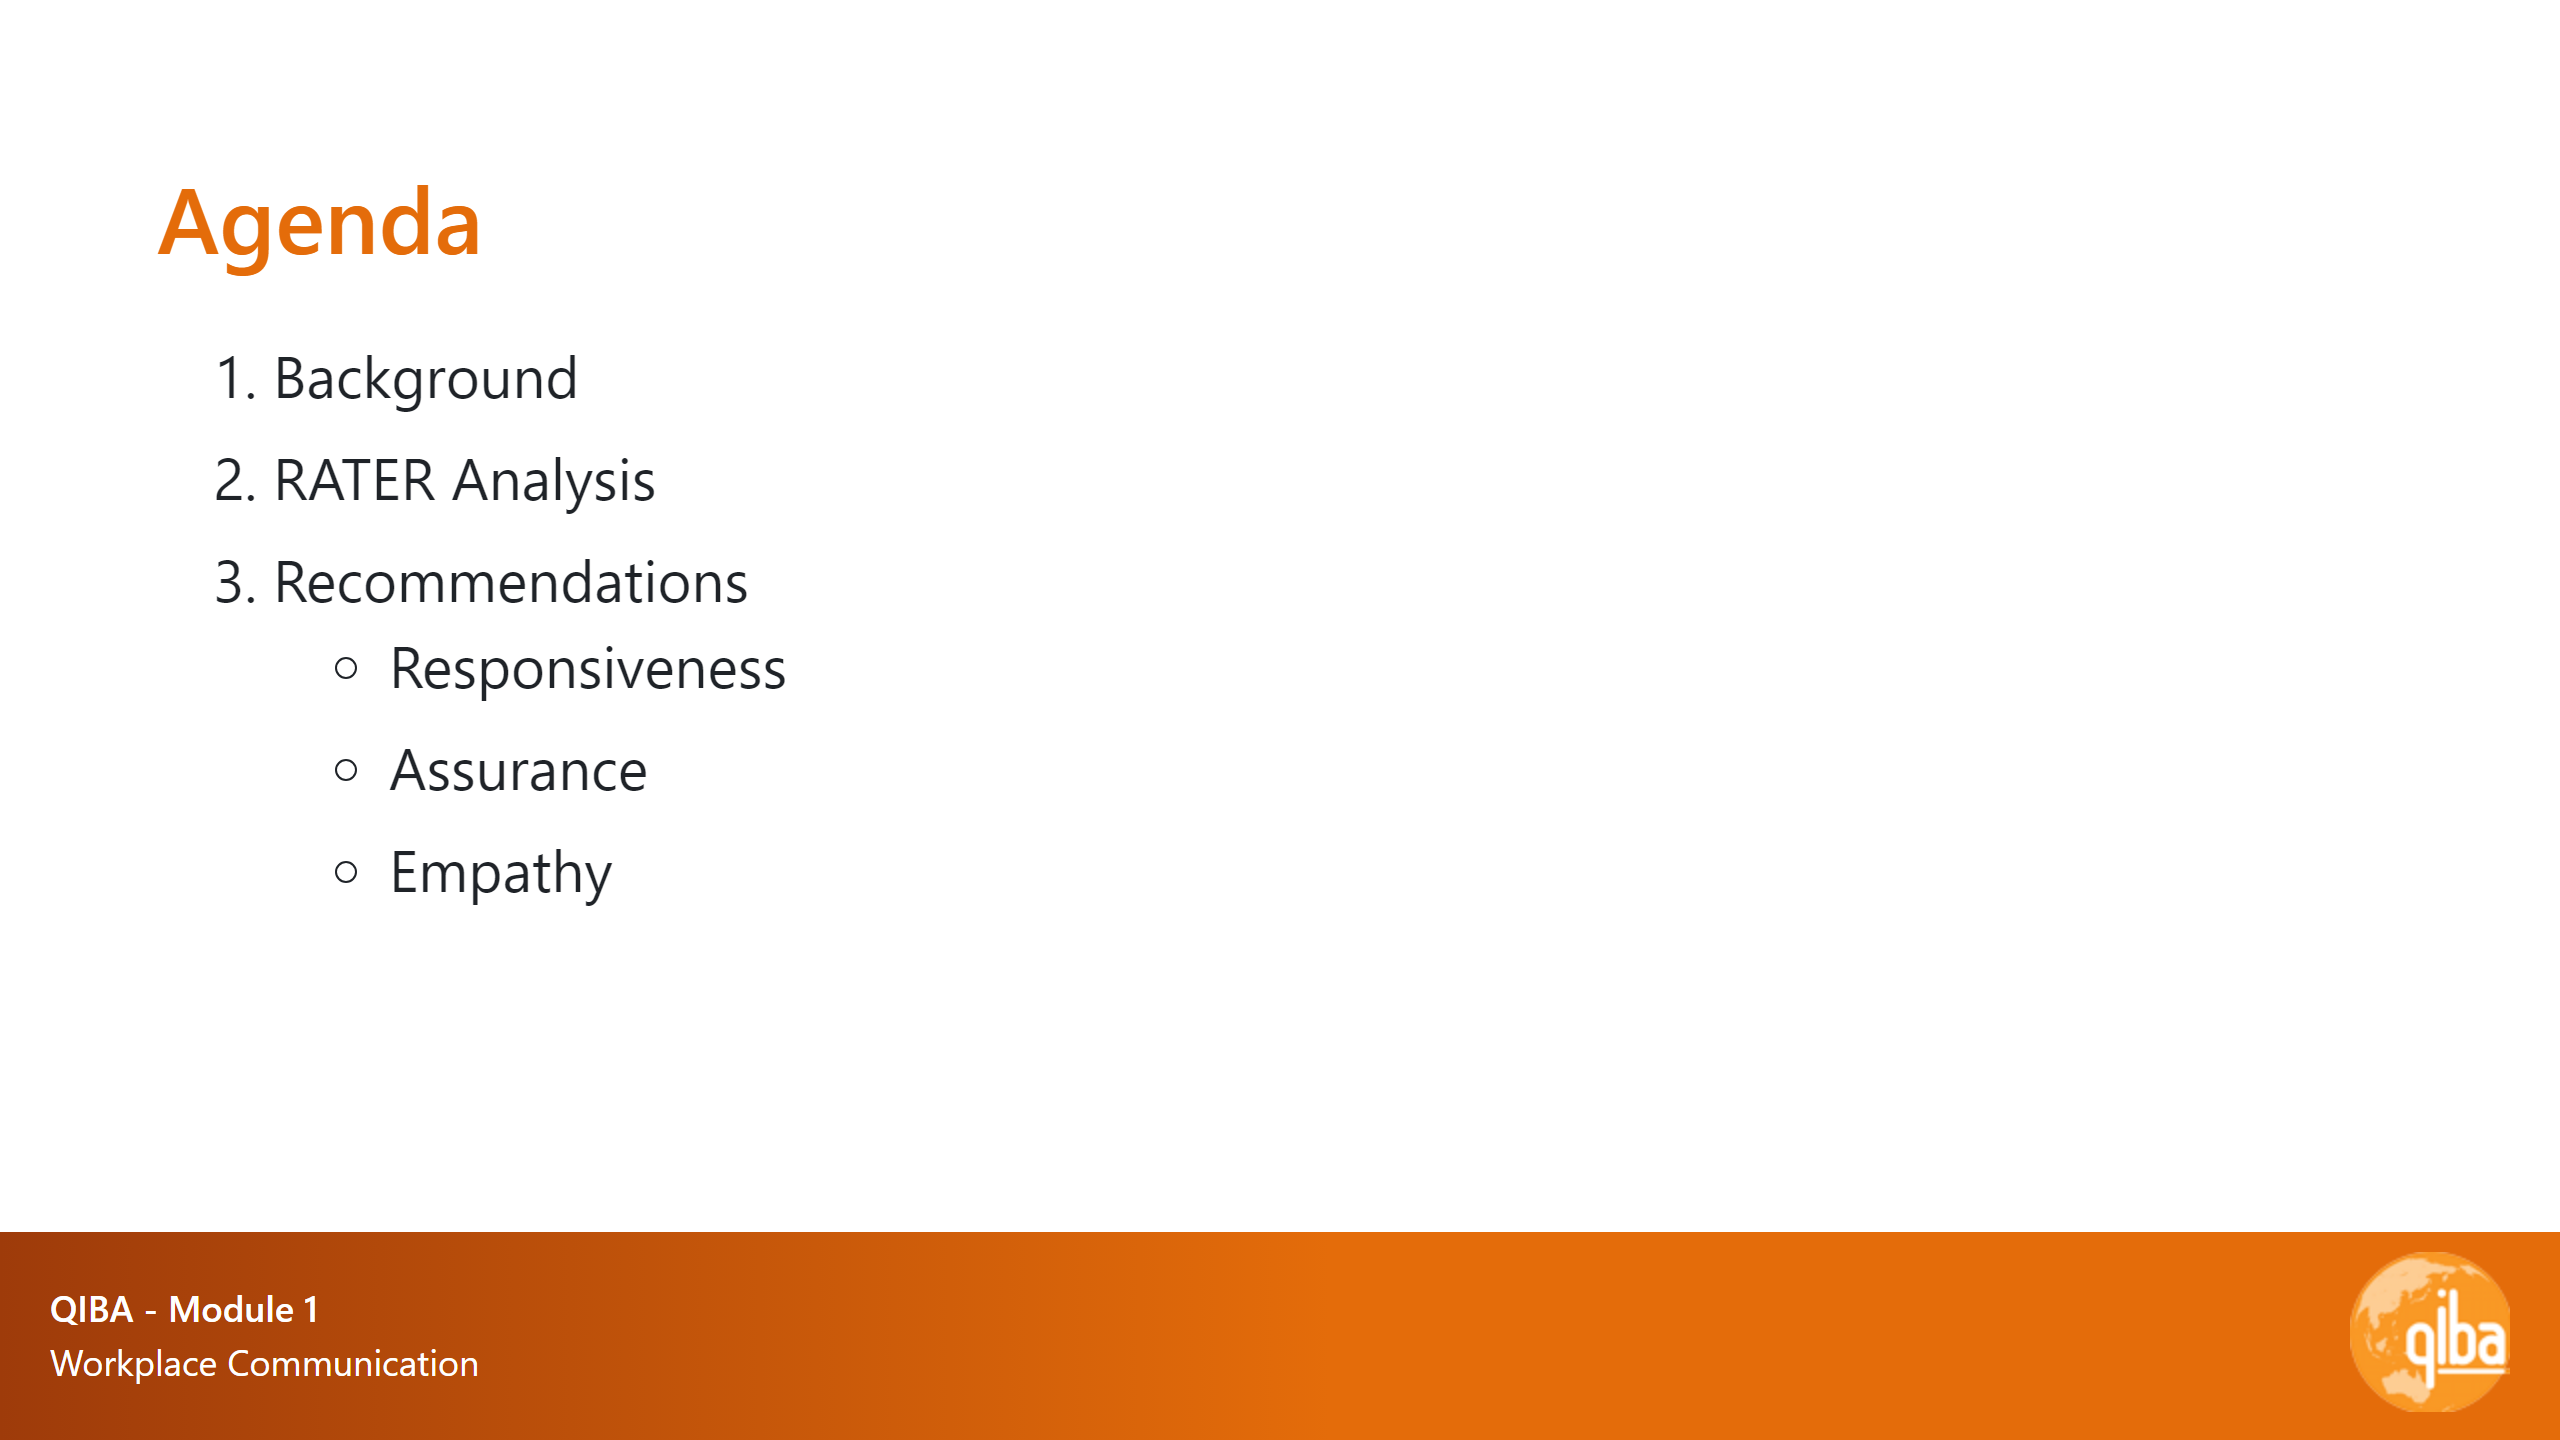 Agenda
1. Background
2. RATER Analysis
3. Recommendations
○ Responsiveness
○ Assurance
○ Empathy
QIBA - Module 1
Workplace Communication
qiba